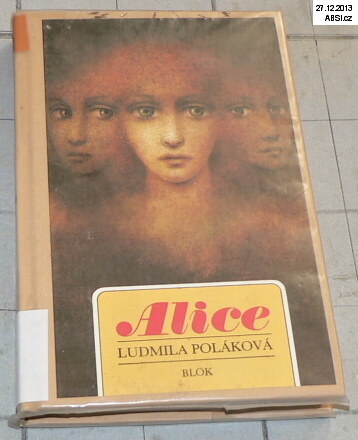 27.12.2013
ABSI.cz
Alice
LUDMILA POLÁKOVÁ
BLOK